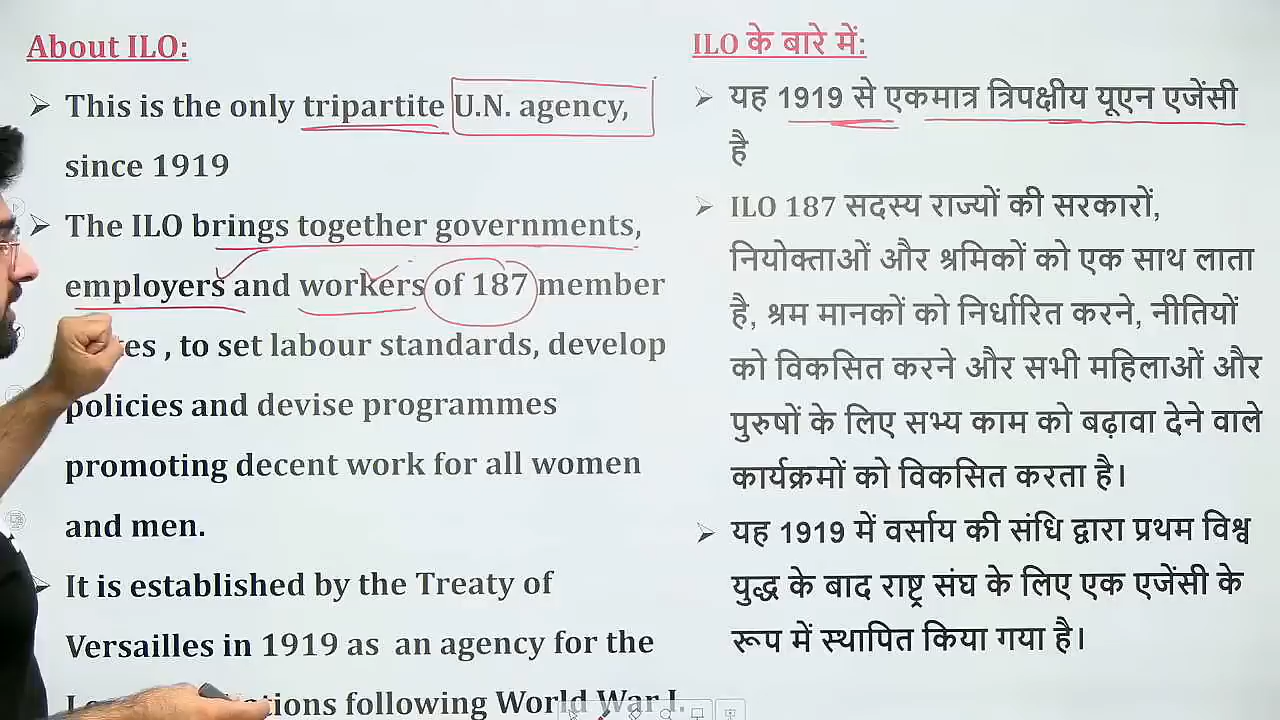 About ILO:
This is the only tripartite U.N. agency,
since 1919
The ILO brings together governments,
employers and workers of 187 member
, to set labour standards, develop
policies and devise programmes
promoting decent work for all women
and men.
It is established by the Treaty of
Versailles in 1919 as an agency for the
following World War I.
ILO के बारे में:
यह 1919 से एकमात्र त्रिपक्षीय यूएन एजेंसी
है
ILO 187 सदस्य राज्यों की सरकारों,
नियोक्ताओं और श्रमिकों को एक साथ लाता
है, श्रम मानकों को निर्धारित करने, नीतियों
को विकसित करने और सभी महिलाओं और
पुरुषों के लिए सभ्य काम को बढ़ावा देने वाले
कार्यक्रमों को विकसित करता है।
यह 1919 में वर्साय की संधि द्वारा प्रथम विश्व
युद्ध के बाद राष्ट्र संघ के लिए एक एजेंसी के
रूप में स्थापित किया गया है।